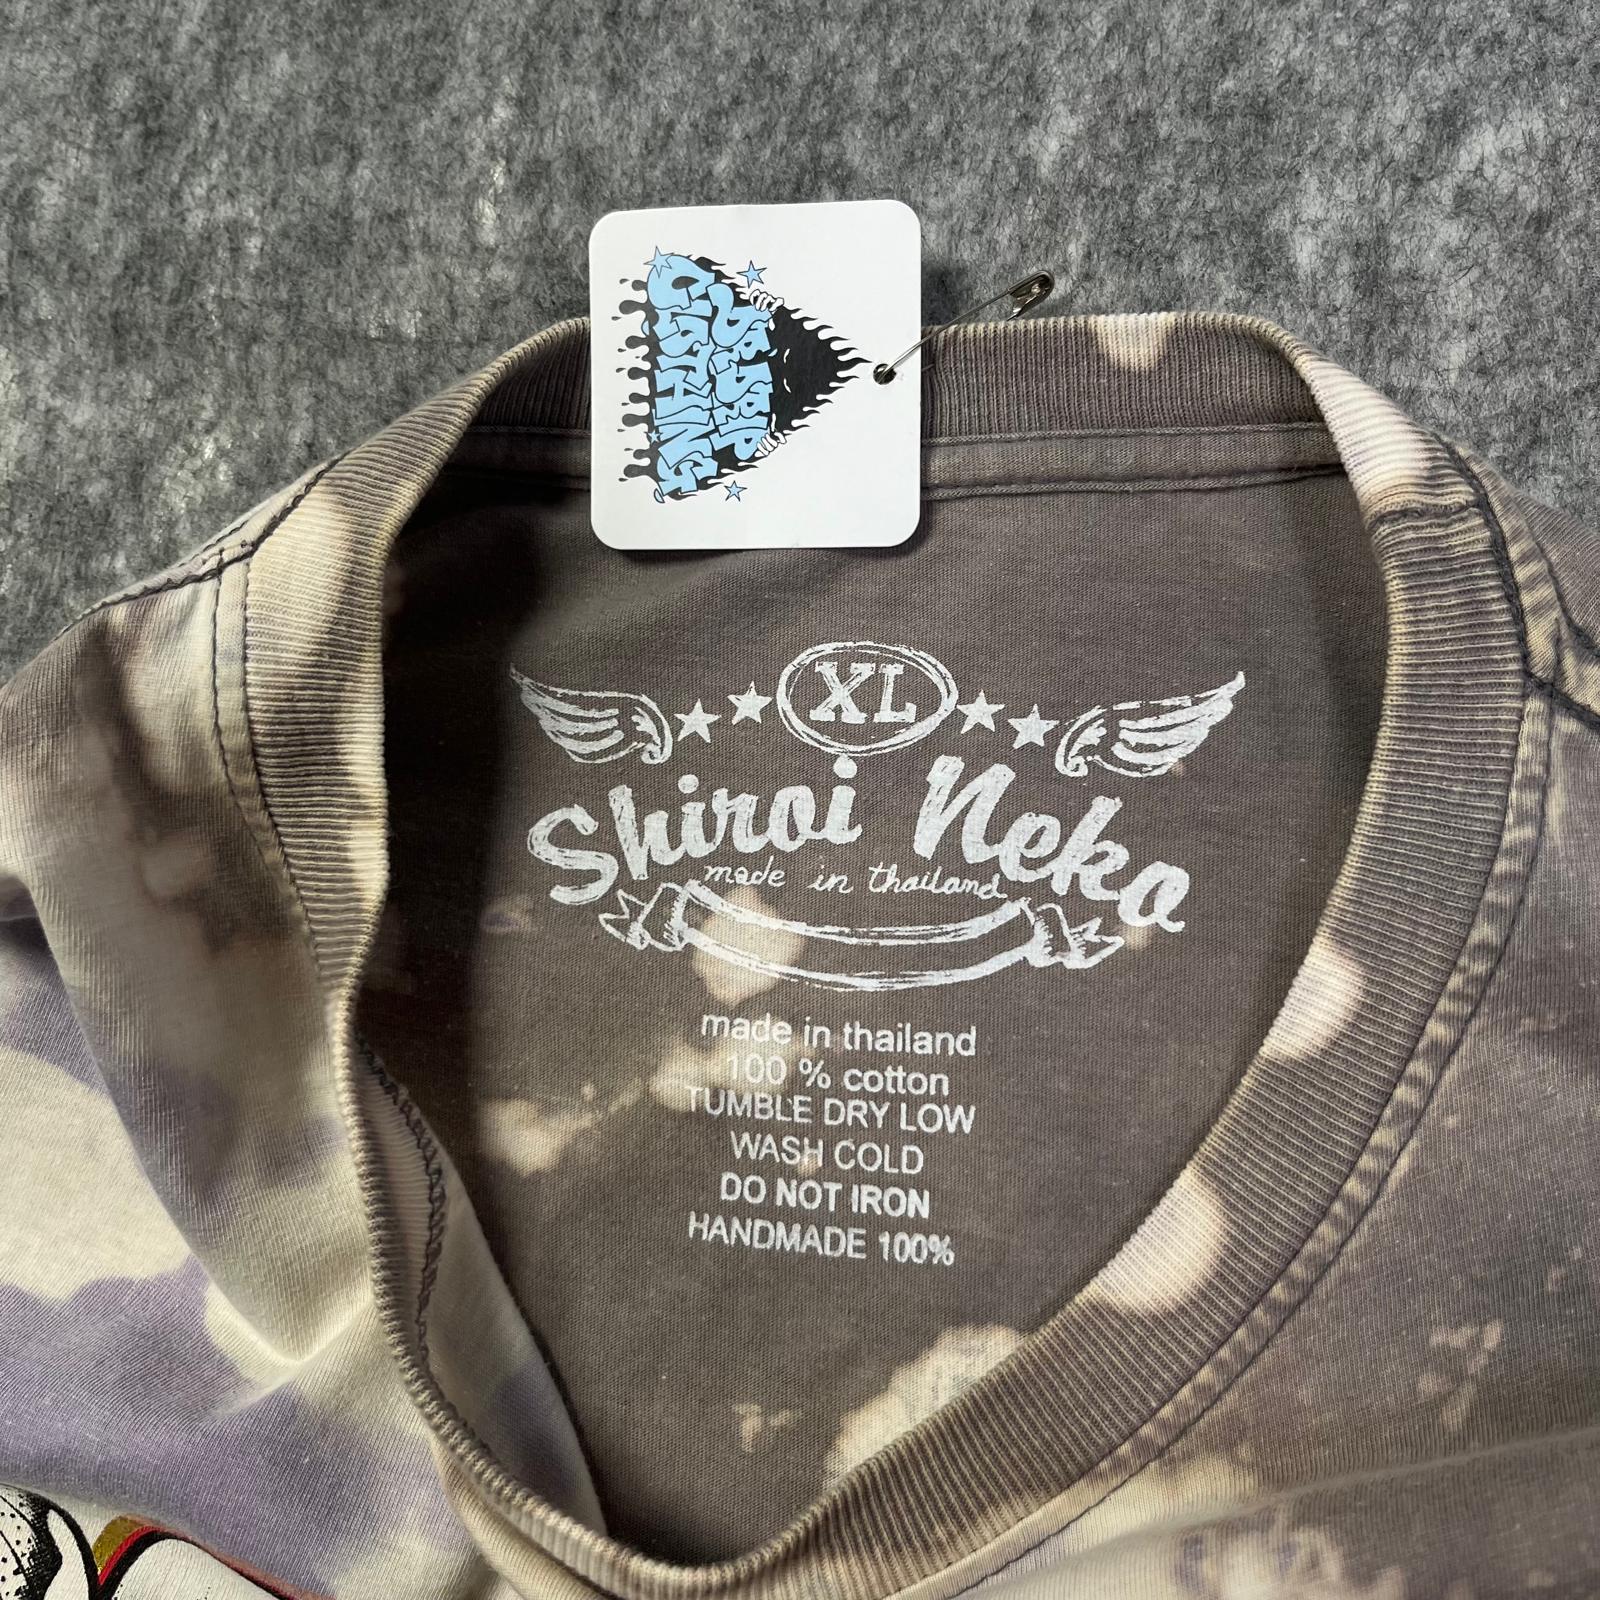 CLOTHING
XL
Shiroi Neko
made in thailand
made in thailand
100 % cotton
TUMBLE DRY LOW
WASH COLD
DO NOT IRON
HANDMADE 100%